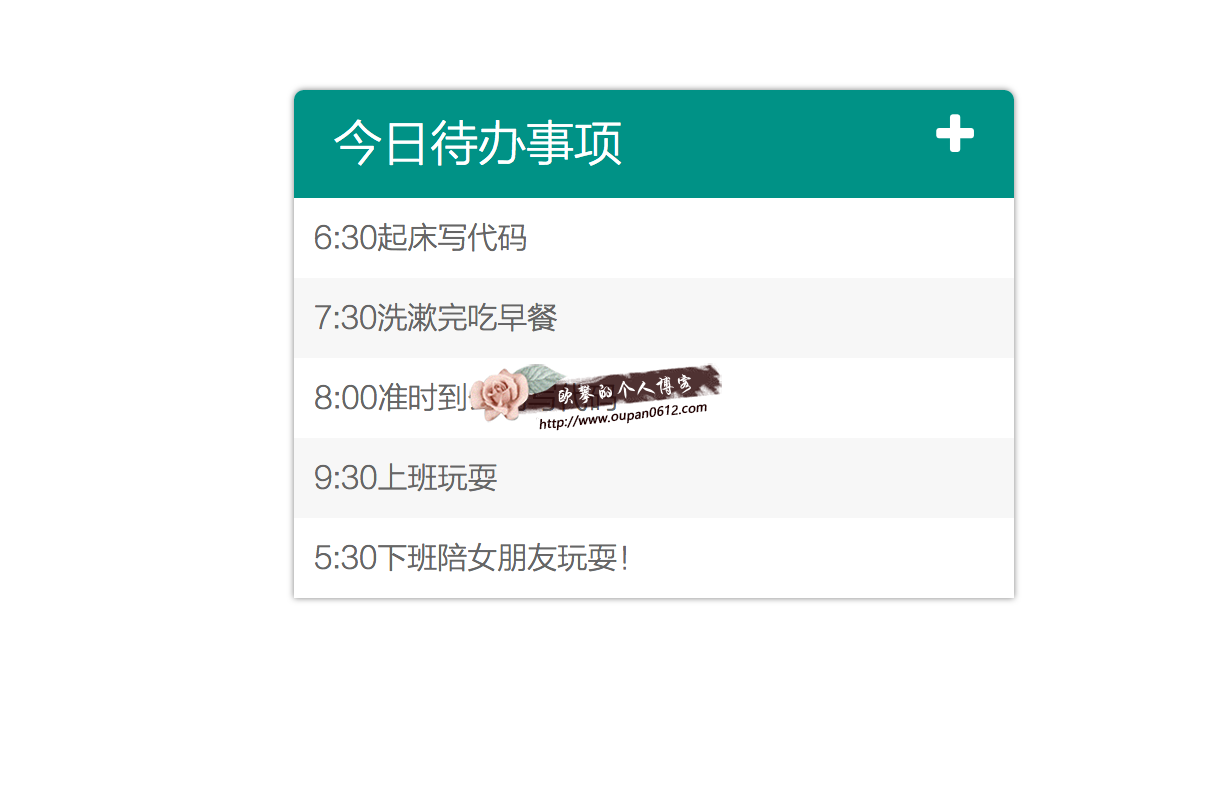 今日待办事项
6:30起床写代码
7:30洗漱完吃早餐
8:00准时到 写代码
欧攀的个人博客
http://www.oupan0612.com
9:30上班玩耍
5:30下班陪女朋友玩耍！